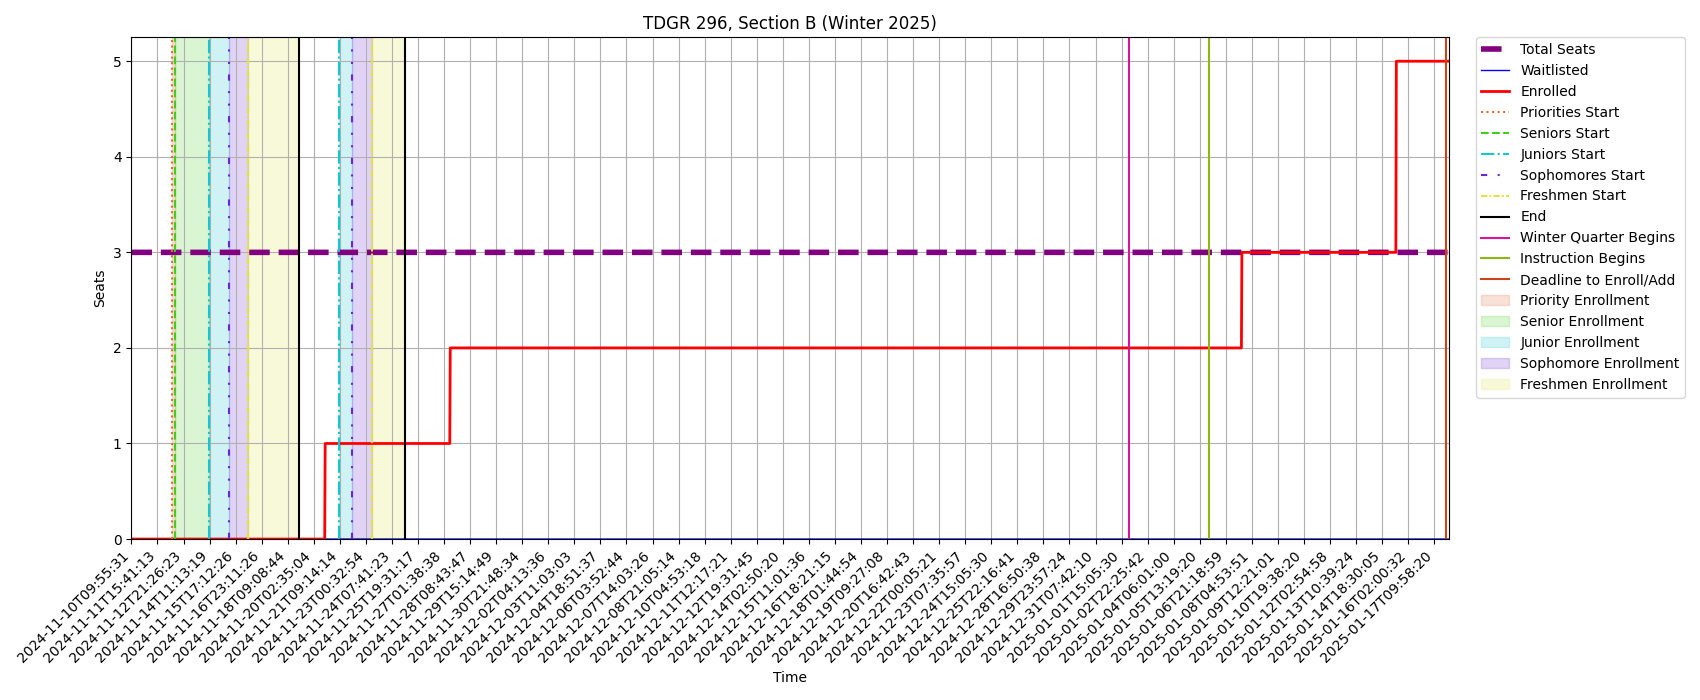 TDGR 296, Section B (Winter 2025)
Seats
5
4
3
2
1
0
2024-11-10T09:55:31
2024-11-11T15:41:13
2024-11-12T21:26:23
2024-11-14T11:13:19
2024-11-15T17:12:26
2024-11-16T23:11:26
2024-11-18T09:08:44
2024-11-20T02:35:04
2024-11-21T09:14:14
2024-11-23T00:32:54
2024-11-24T07:41:23
2024-11-25T19:31:17
2024-11-27T01:38:38
2024-11-28T08:43:47
2024-11-29T15:14:49
2024-11-30T21:48:34
2024-12-02T04:13:36
2024-12-03T11:03:03
2024-12-04T18:51:37
2024-12-06T03:52:44
2024-12-07T14:03:26
2024-12-08T21:05:14
2024-12-10T04:53:18
2024-12-11T12:17:21
2024-12-12T19:31:45
2024-12-14T02:50:20
2024-12-15T11:01:36
2024-12-16T18:21:15
2024-12-18T01:44:54
2024-12-19T09:27:08
2024-12-20T16:42:43
2024-12-22T00:05:21
2024-12-23T07:35:57
2024-12-24T15:05:30
2024-12-25T22:16:41
2024-12-28T16:50:38
2024-12-29T23:57:24
2024-12-31T07:42:10
2025-01-01T15:05:30
2025-01-02T22:25:42
2025-01-04T06:01:00
2025-01-05T13:19:20
2025-01-06T21:18:59
2025-01-08T04:53:51
2025-01-09T12:21:01
2025-01-10T19:38:20
2025-01-12T02:54:58
2025-01-13T10:39:24
2025-01-14T18:30:05
2025-01-16T02:00:32
2025-01-17T09:58:20
Time
Total Seats
Waitlisted
Enrolled
Priorities Start
Seniors Start
Juniors Start
Sophomores Start
Freshmen Start
End
Winter Quarter Begins
Instruction Begins
Deadline to Enroll/Add
Priority Enrollment
Senior Enrollment
Junior Enrollment
Sophomore Enrollment
Freshmen Enrollment